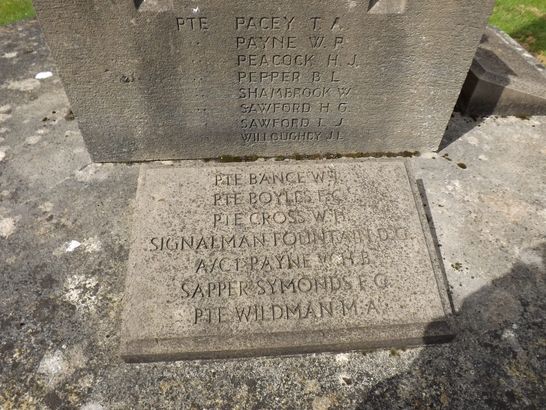 PTE PACEY T. A.
" PAYNE W. R.
" PEACOCK H. J.
" PEPPER B. L.
" SHAMBROOK W.
" SAWFORD H. G.
" SAWFORD L. J.
" WILLOUGHBY J. L.
PTE BANCE W. J.
PTE BOYLES F. G.
PTE CROSS W. H.
SIGNALMAN FOUNTAIN D. G.
A/CT PAYNE W. H. B.
SAPPER SYMONDS F. G.
PTE WILDMAN M. A.